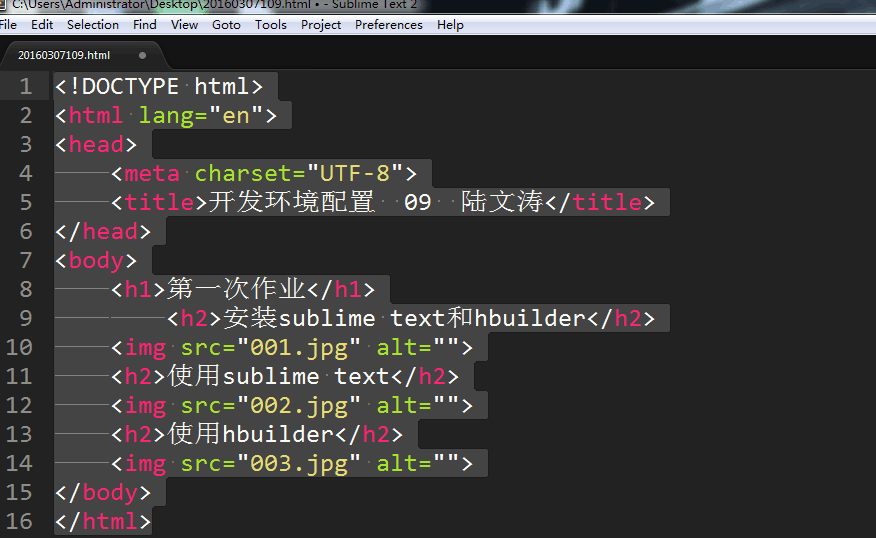 C:\Users\Administrator\Desktop\20160307109.html • - Sublime Text 2
File Edit Selection Find View Goto Tools Project Preferences Help
20160307109.html
1 <!DOCTYPE html>
2 <html lang="en">
3 <head>
4 <meta charset="UTF-8">
5 <title>开发环境配置  09  陆文涛</title>
6 </head>
7 <body>
8 <h1>第一次作业</h1>
9 <h2>安装sublime text和hbuilder</h2>
10 <img src="001.jpg" alt="">
11 <h2>使用sublime text</h2>
12 <img src="002.jpg" alt="">
13 <h2>使用hbuilder</h2>
14 <img src="003.jpg" alt="">
15 </body>
16 </html>